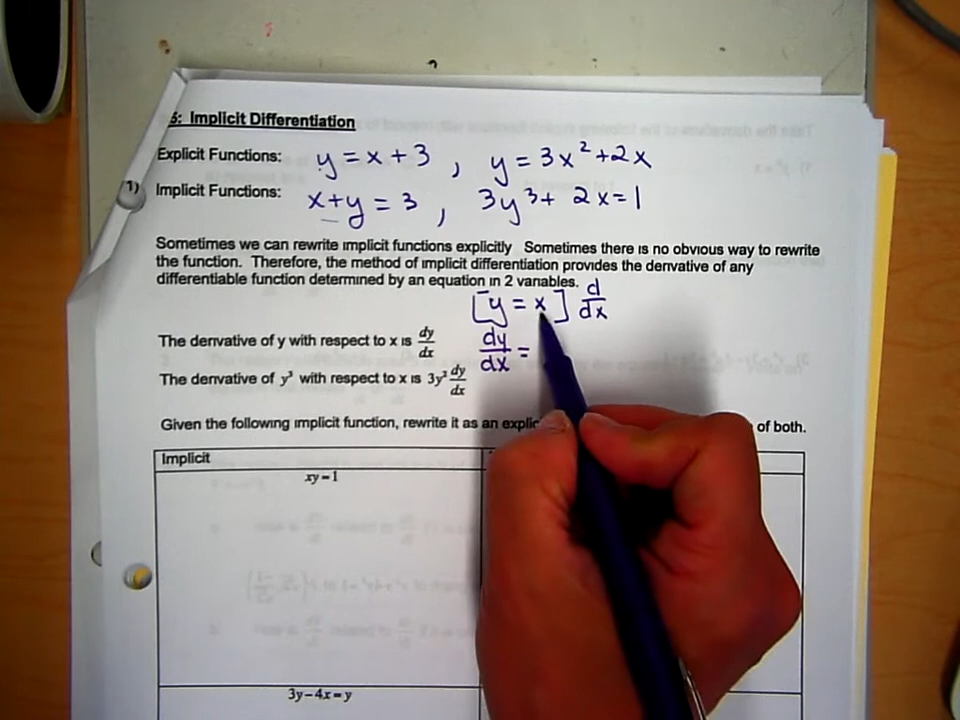 6: Implicit Differentiation
Explicit Functions: y = x + 3 , y = 3x² + 2x
1) Implicit Functions: x + y = 3 , 3y³ + 2x = 1
Sometimes we can rewrite implicit functions explicitly Sometimes there is no obvious way to rewrite
the function. Therefore, the method of implicit differentiation provides the derivative of any
differentiable function determined by an equation in 2 variables.
[y = x] d/dx
The derivative of y with respect to x is dy/dx dy/dx =
The derivative of y³ with respect to x is 3y² dy/dx
Given the following implicit function, rewrite it as an of both.
Implicit
xy = 1
3y – 4x = y